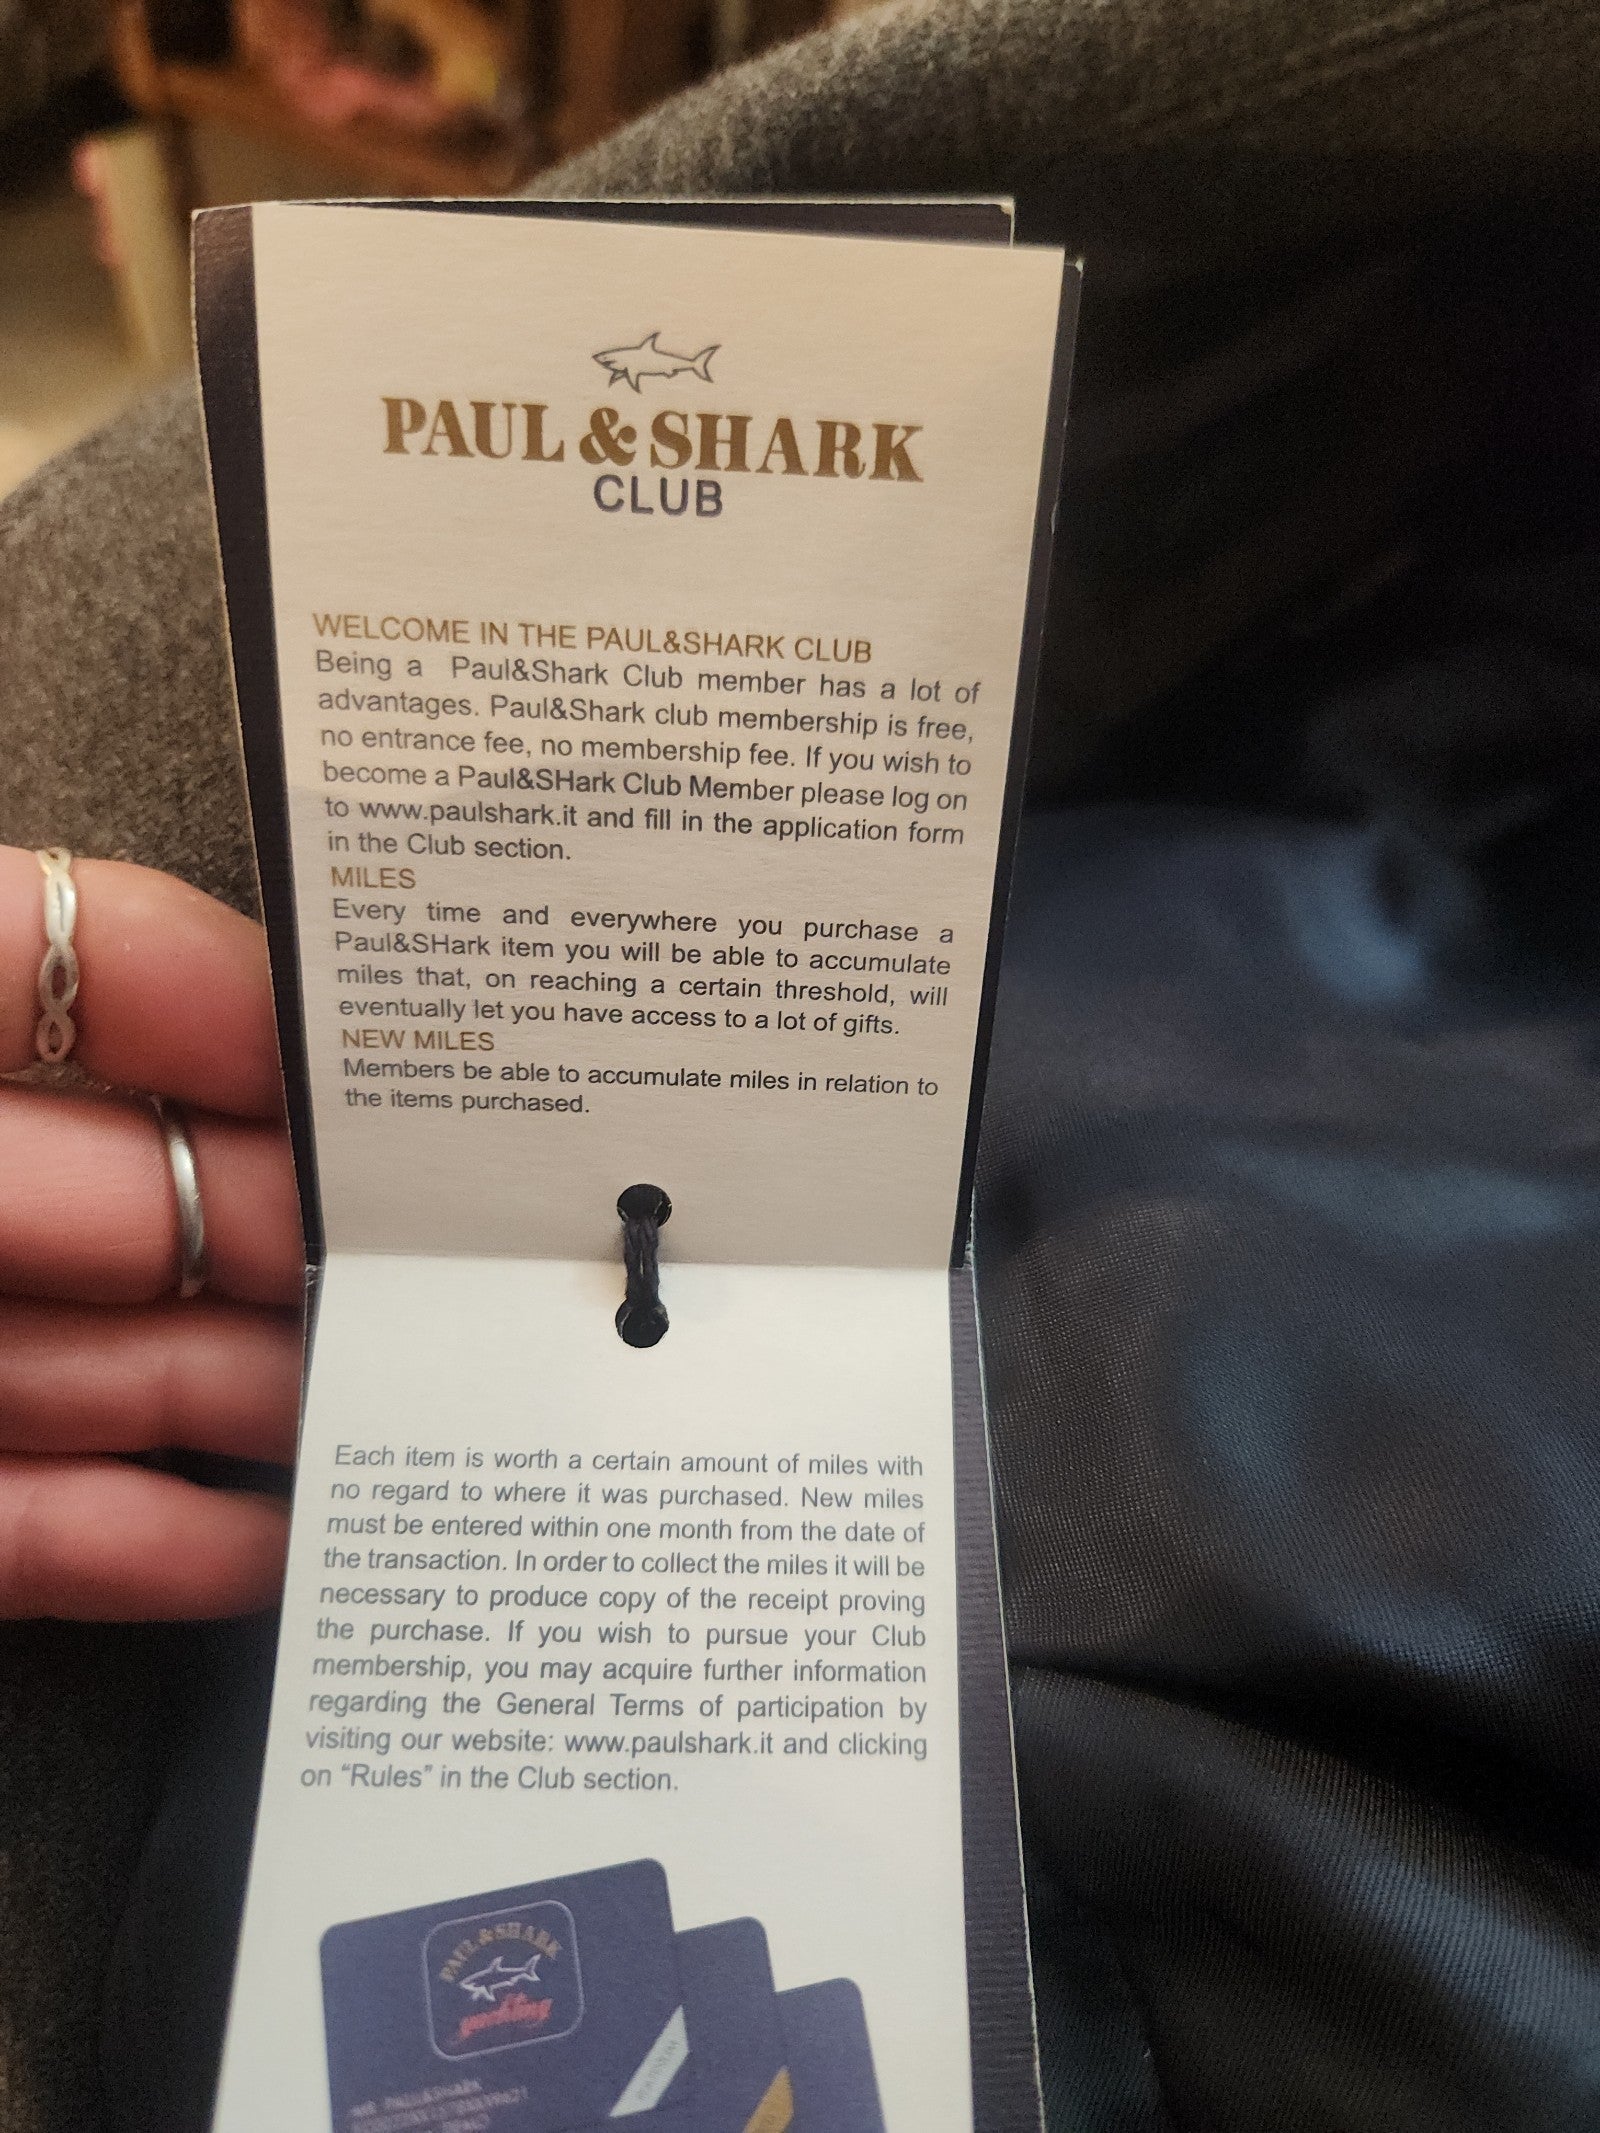 PAUL & SHARK
CLUB
WELCOME IN THE PAUL&SHARK CLUB
Being a Paul&Shark Club member has a lot of
advantages. Paul&Shark club membership is free,
no entrance fee, no membership fee. If you wish to
become a Paul&SHark Club Member please log on
to www.paulshark.it and fill in the application form
in the Club section.
MILES
Every time and everywhere you purchase a
Paul&SHark item you will be able to accumulate
miles that, on reaching a certain threshold, will
eventually let you have access to a lot of gifts.
NEW MILES
Members be able to accumulate miles in relation to
the items purchased.
Each item is worth a certain amount of miles with
no regard to where it was purchased. New miles
must be entered within one month from the date of
the transaction. In order to collect the miles it will be
necessary to produce copy of the receipt proving
the purchase. If you wish to pursue your Club
membership, you may acquire further information
regarding the General Terms of participation by
visiting our website: www.paulshark.it and clicking
on “Rules” in the Club section.
PAUL & SHARK
yachting
MR. PAUL&SHARK